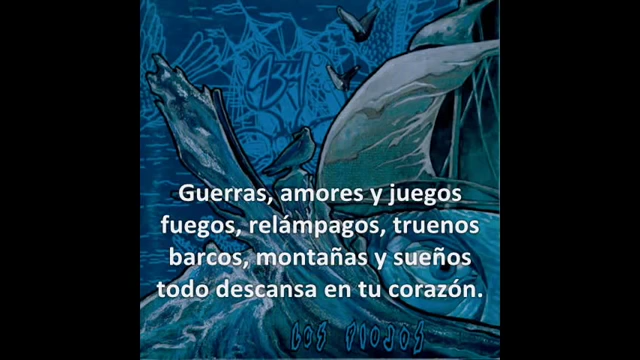 Guerras, amores y juegos
fuegos, relámpagos, truenos
barcos, montañas y sueños
todo descansa en tu corazón.
LOS PIOJOS